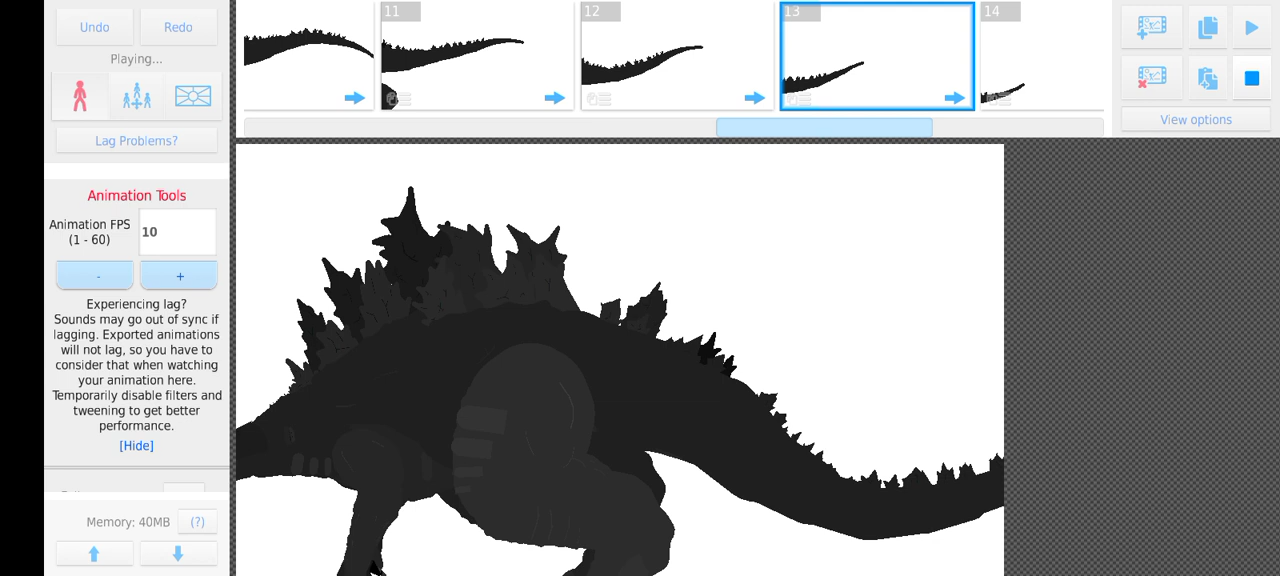 Undo
Redo
Playing...
Lag Problems?
Animation Tools
Animation FPS
(1 - 60)
10
-
+
Experiencing lag?
Sounds may go out of sync if
lagging. Exported animations
will not lag, so you have to
consider that when watching
your animation here.
Temporarily disable filters and
tweening to get better
performance.
[Hide]
Memory: 40MB
(?)
11
12
13
14
View options